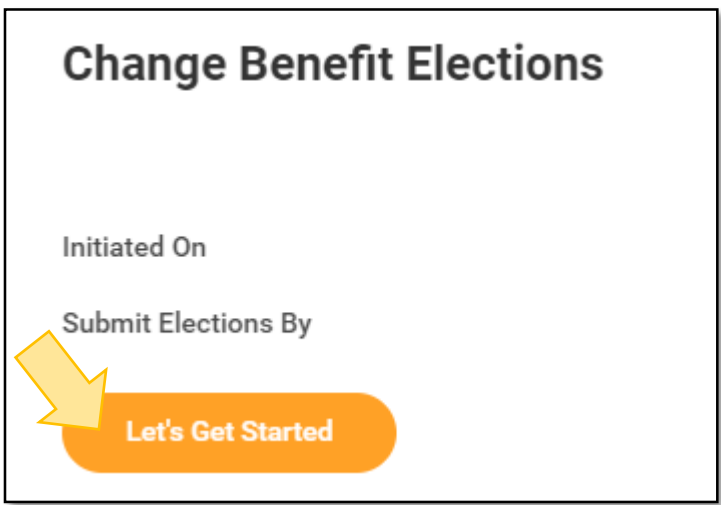 Change Benefit Elections
Initiated On
Submit Elections By
Let's Get Started